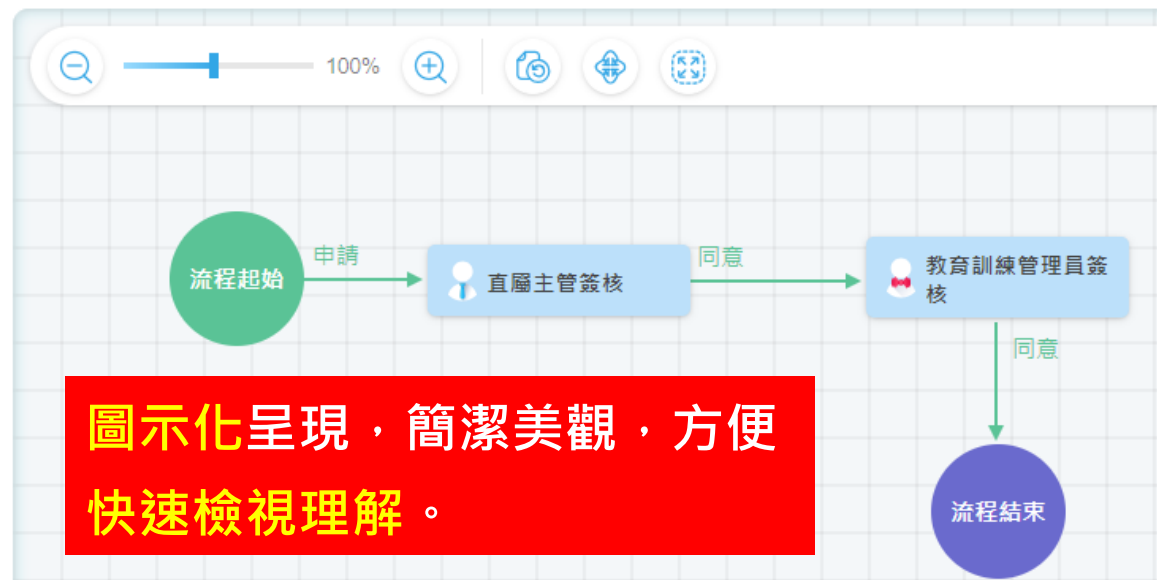 100%
流程起始
申請
直屬主管簽核
同意
教育訓練管理員簽
核
同意
圖示化呈現，簡潔美觀，方便
快速檢視理解。
流程結束